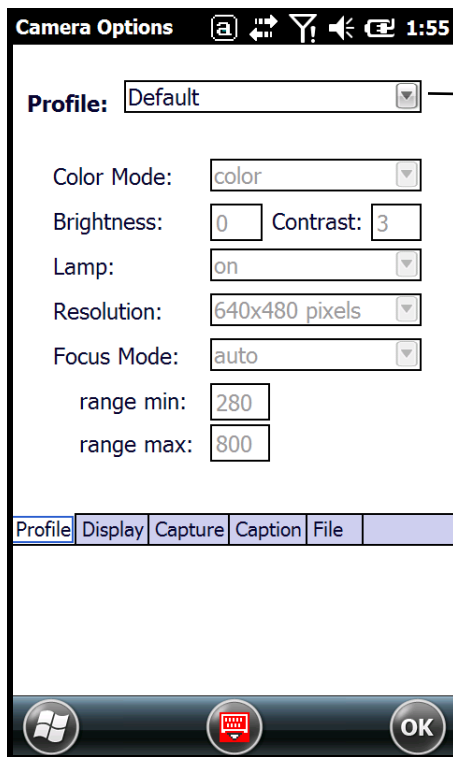 Camera Options a 1:55
Profile: Default
Color Mode: color
Brightness: 0 Contrast: 3
Lamp: on
Resolution: 640x480 pixels
Focus Mode: auto
range min: 280
range max: 800
Profile Display Capture Caption File
OK